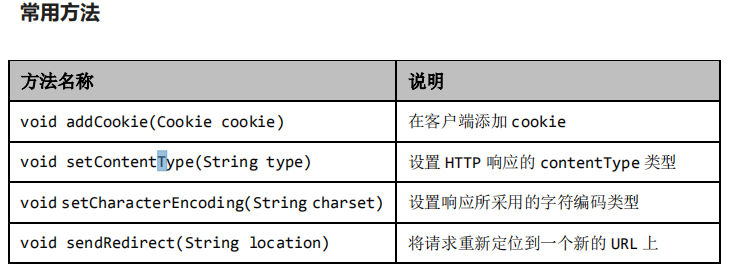 常用方法
方法名称 说明
void addCookie(Cookie cookie) 在客户端添加 cookie
void setContentType(String type) 设置 HTTP 响应的 contentType 类型
void setCharacterEncoding(String charset) 设置响应所采用的字符编码类型
void sendRedirect(String location) 将请求重新定位到一个新的 URL 上